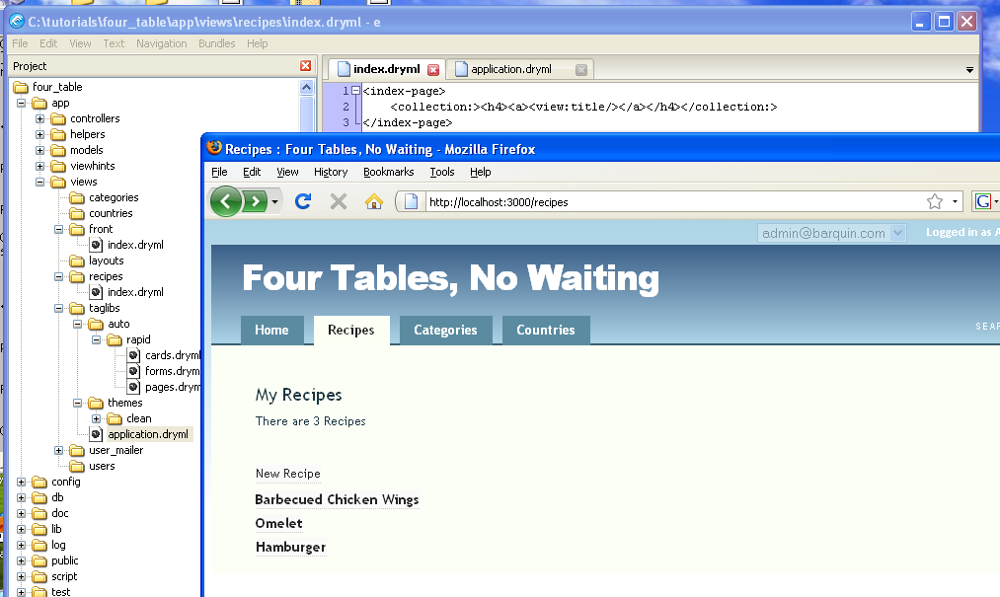 C:\tutorials\four_table\app\views\recipes\index.dryml - e
File Edit View Text Navigation Bundles Help
Project
index.dryml
application.dryml
four_table
app
controllers
helpers
models
viewhints
views
categories
countries
front
index.dryml
layouts
recipes
index.dryml
taglibs
auto
rapid
cards.dryml
forms.drym
pages.drym
themes
clean
application.dryml
user_mailer
users
config
db
doc
lib
log
public
script
test
1 <index-page>
2 <collection:><h4><a><view:title/></a></h4></collection:>
3 </index-page>
Recipes : Four Tables, No Waiting - Mozilla Firefox
File Edit View History Bookmarks Tools Help
http://localhost:3000/recipes
G
admin@barquin.com
Logged in as A
Four Tables, No Waiting
Home Recipes Categories Countries
SEAR
My Recipes
There are 3 Recipes
New Recipe
Barbecued Chicken Wings
Omelet
Hamburger